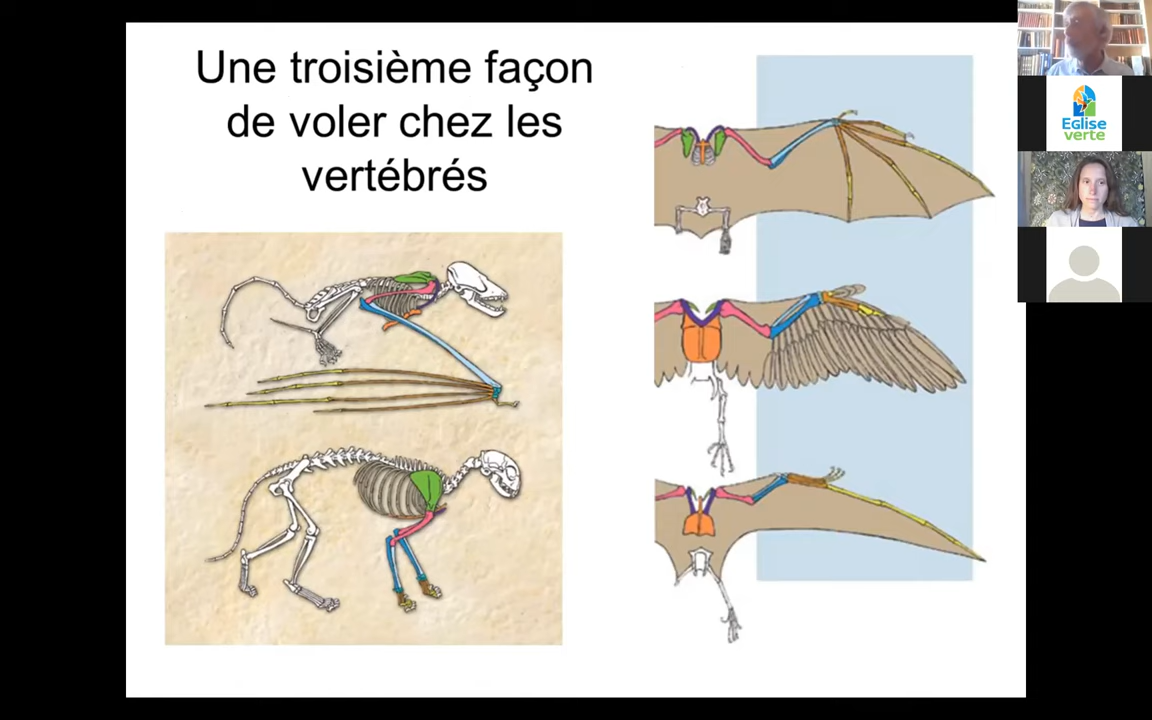 Une troisième façon
de voler chez les
vertébrés
Eglise
verte